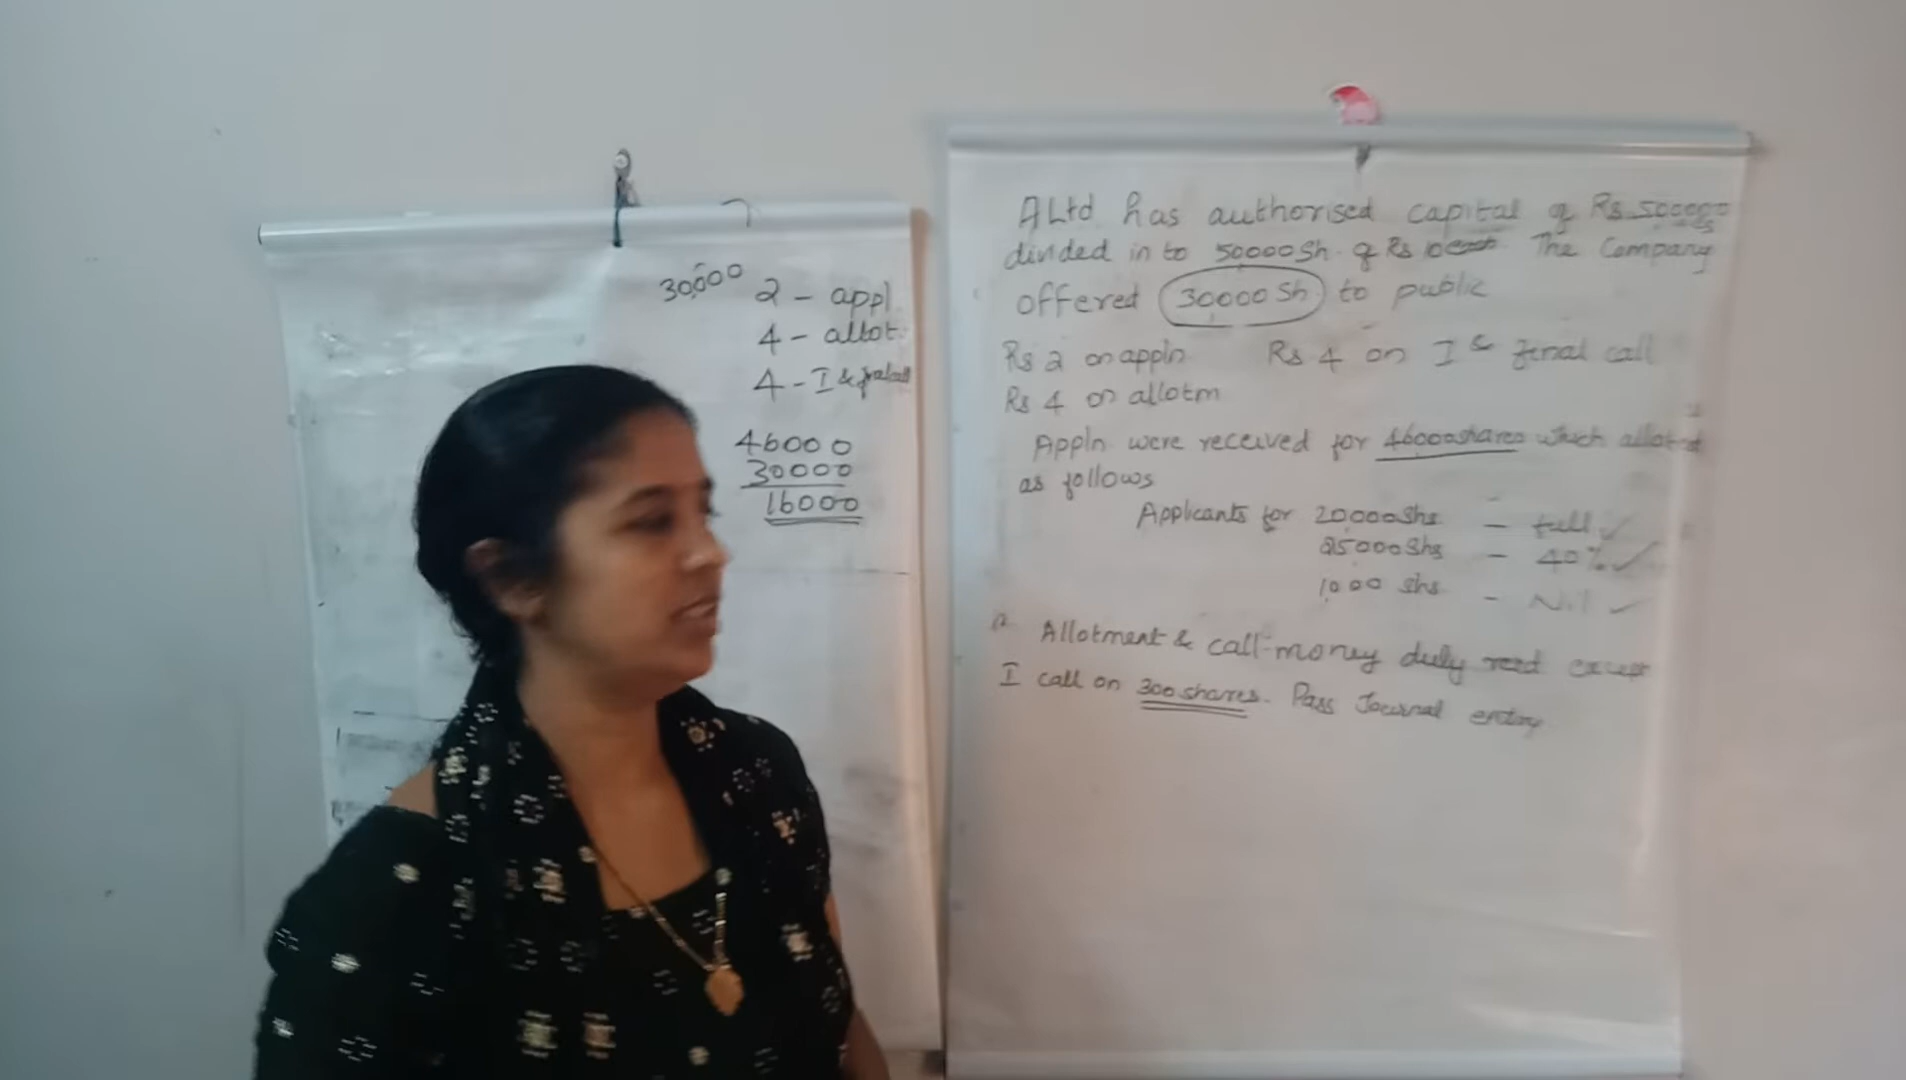 30,000 2 - appl
4 - allot.
4 - I & final call
46000
30000
16000
A Ltd has authorised capital of Rs 500000
divided in to 50000 Sh. of Rs 10 each The Company
offered 30000 Sh to public
Rs 2 on appln Rs 4 on I & final call
Rs 4 on allotm
Appln were received for 46000 shares which allotted
as follows
Applicants for 20,000 Shs - full ✓
25000 Shs - 40% ✓
1000 Shs - Nil ✓
Allotment & call-money duly recd except
I call on 300 shares. Pass Journal entry